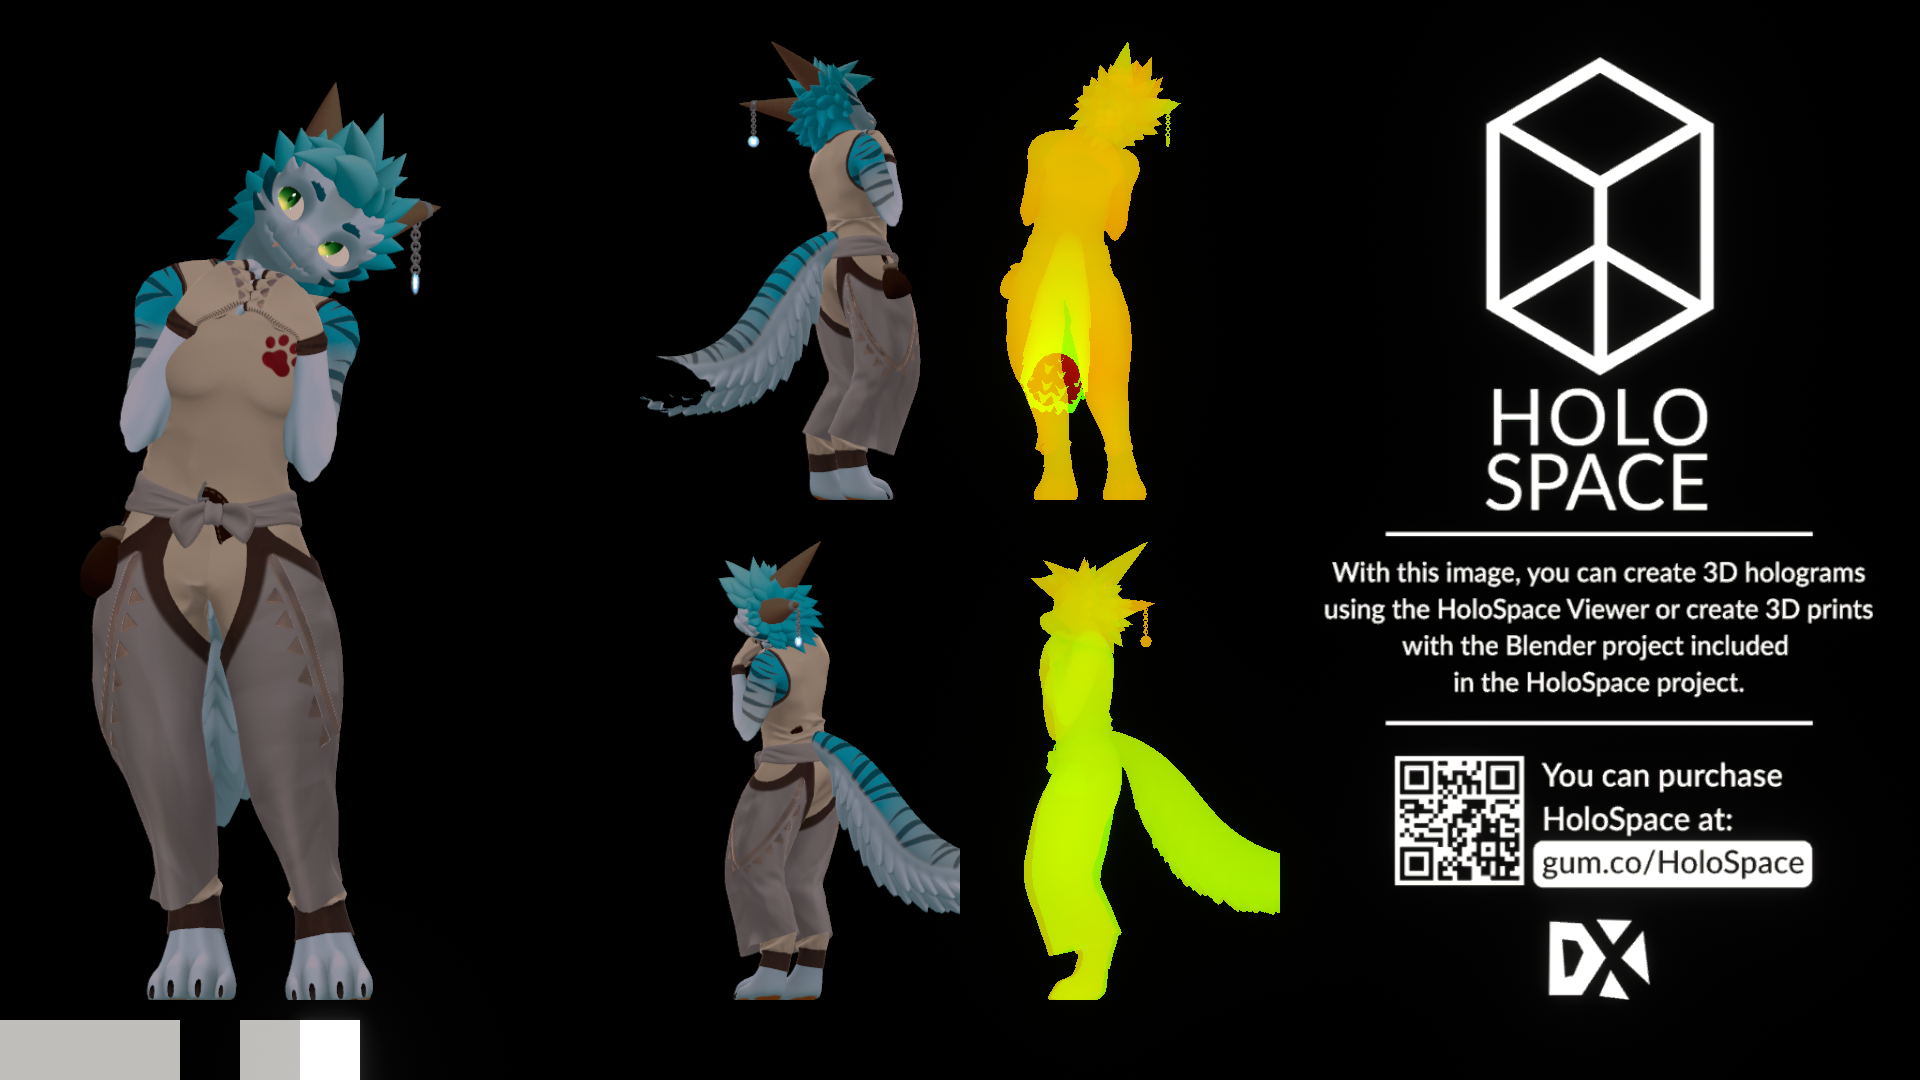 HOLO
SPACE
With this image, you can create 3D holograms
using the HoloSpace Viewer or create 3D prints
with the Blender project included
in the HoloSpace project.
You can purchase
HoloSpace at:
gum.co/HoloSpace
DX